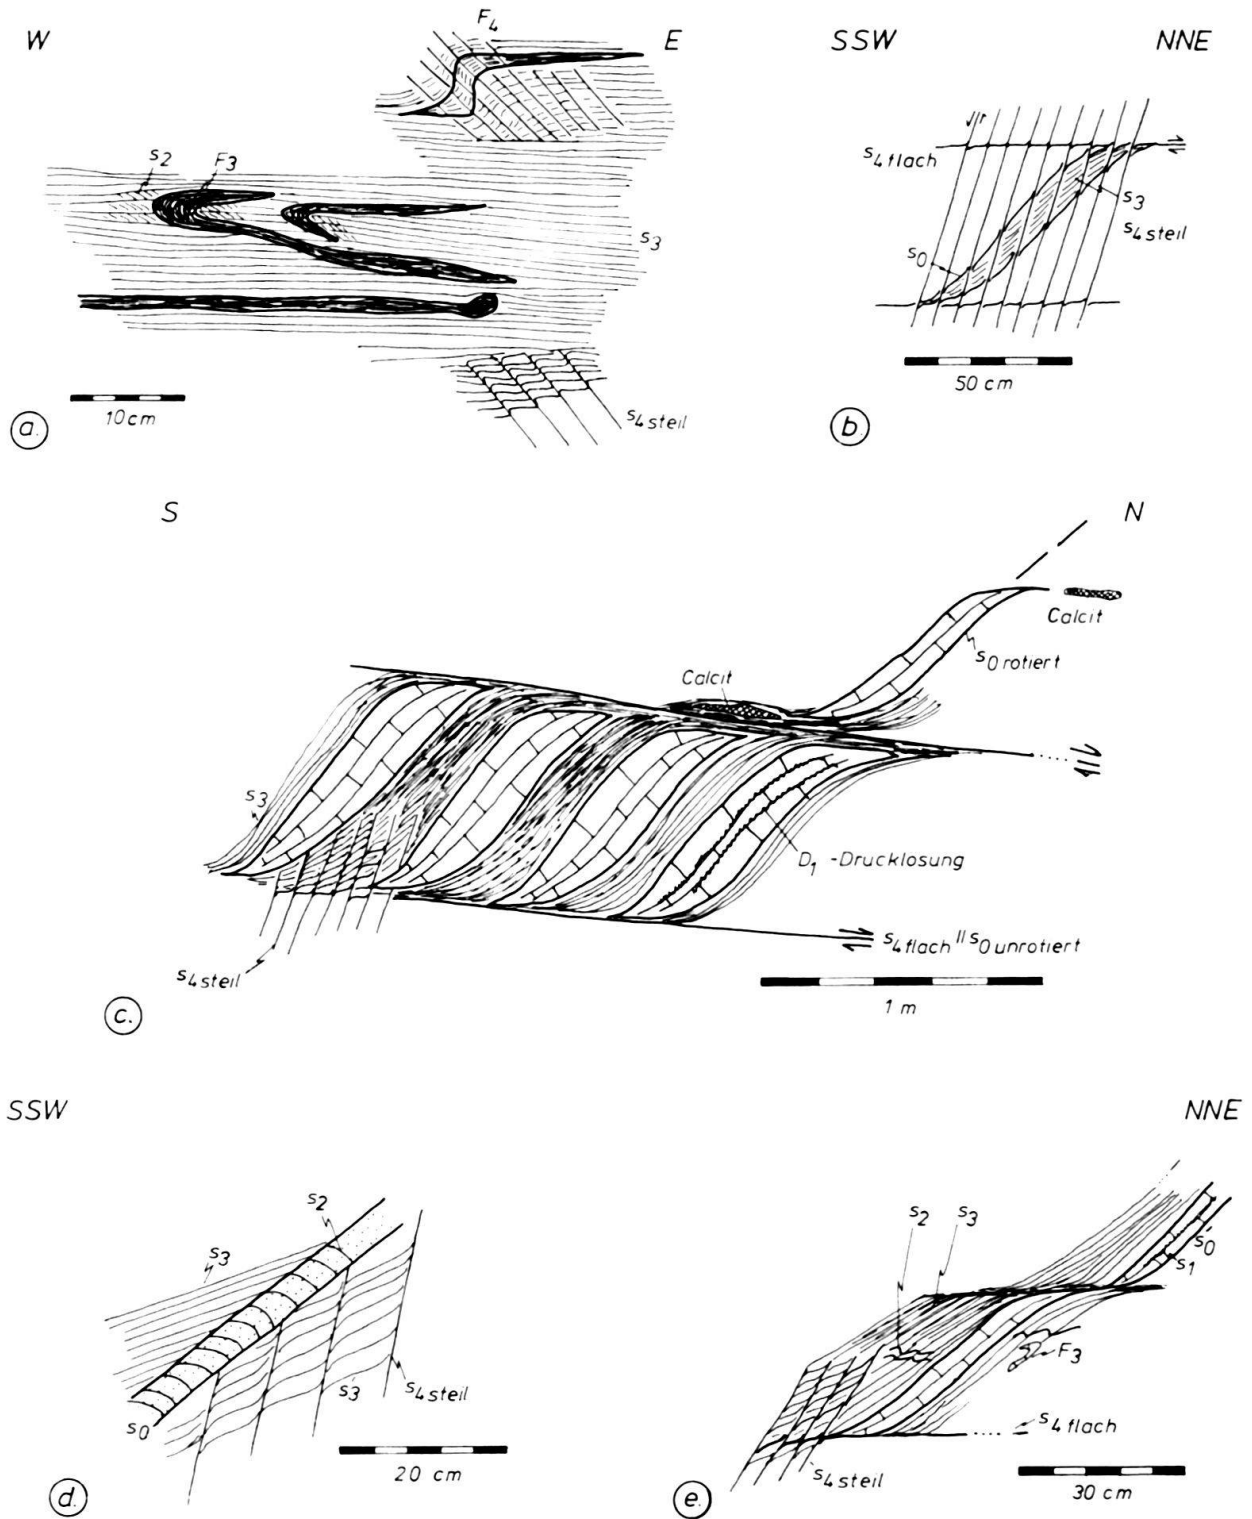 W
E
F4
s2
F3
s3
s4 steil
10 cm
a.
SSW
NNE
s4 flach
s3
s4 steil
s0
50 cm
b
S
N
Calcit
s0 rotiert
Calcit
s3
D1 -Drucklösung
s4 flach || s0 unrotiert
s4 steil
1 m
c.
SSW
NNE
s2
s3
s3
s4 steil
s0
20 cm
d.
s2
s3
s0
s1
F3
s4 flach
s4 steil
30 cm
e.